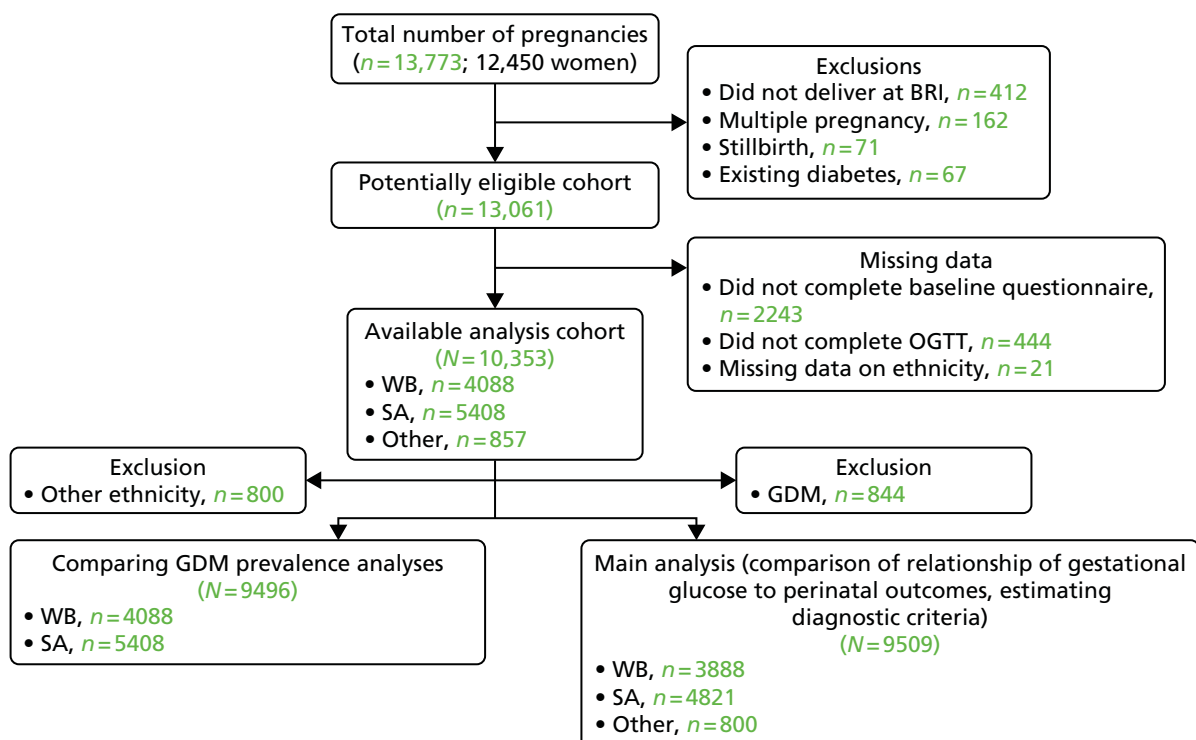 Total number of pregnancies
(n=13,773; 12,450 women)
Exclusions
• Did not deliver at BRI, n=412
• Multiple pregnancy, n=162
• Stillbirth, n=71
• Existing diabetes, n=67
Potentially eligible cohort
(n=13,061)
Missing data
• Did not complete baseline questionnaire,
n=2243
• Did not complete OGTT, n=444
• Missing data on ethnicity, n=21
Available analysis cohort
(N=10,353)
• WB, n=4088
• SA, n=5408
• Other, n=857
Exclusion
• Other ethnicity, n=800
Exclusion
• GDM, n=844
Comparing GDM prevalence analyses
(N=9496)
• WB, n=4088
• SA, n=5408
Main analysis (comparison of relationship of gestational
glucose to perinatal outcomes, estimating
diagnostic criteria)
(N=9509)
• WB, n=3888
• SA, n=4821
• Other, n=800